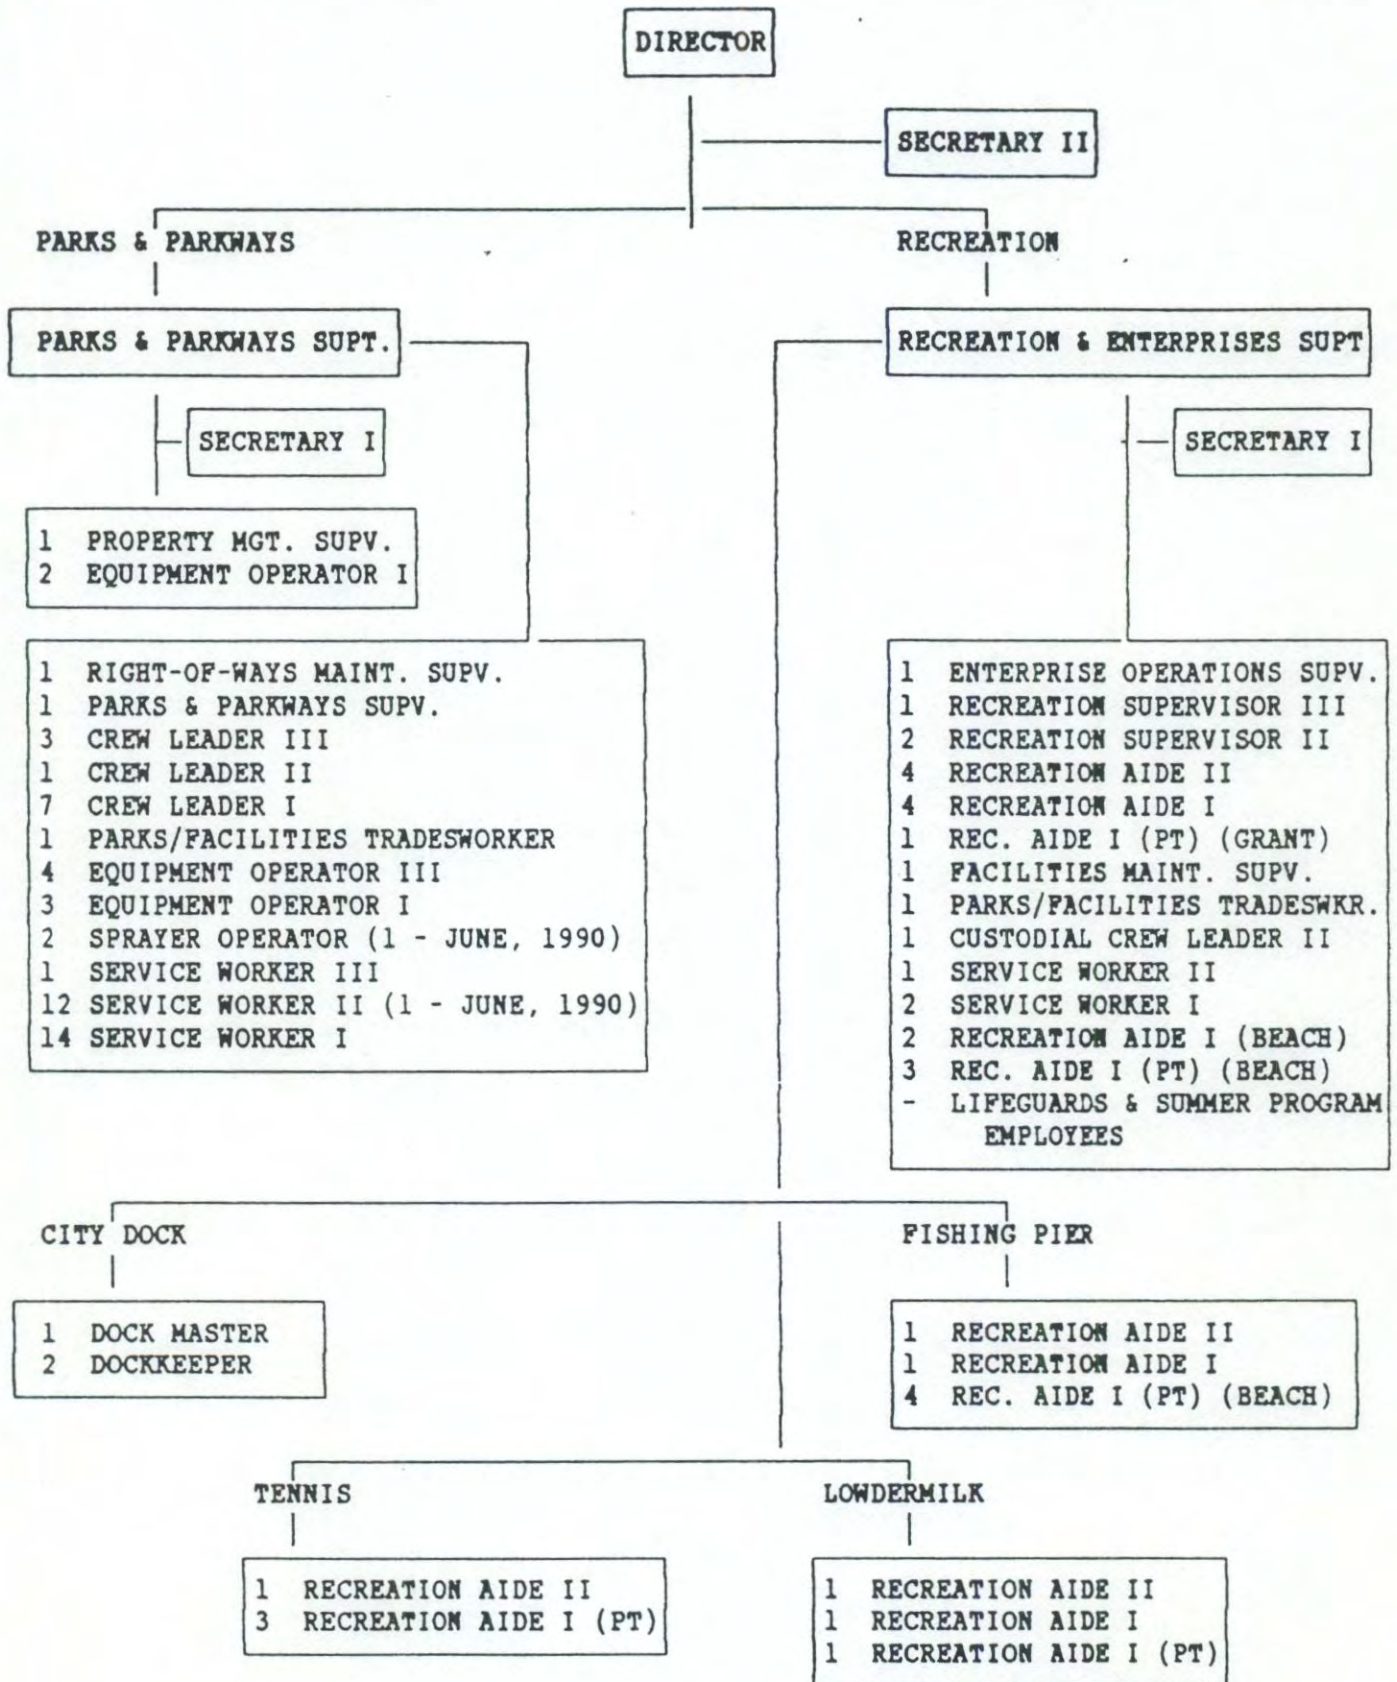 DIRECTOR
SECRETARY II
PARKS & PARKWAYS
RECREATION
PARKS & PARKWAYS SUPT.
RECREATION & ENTERPRISES SUPT
SECRETARY I
SECRETARY I
1 PROPERTY MGT. SUPV.
2 EQUIPMENT OPERATOR I
1 RIGHT-OF-WAYS MAINT. SUPV.
1 PARKS & PARKWAYS SUPV.
3 CREW LEADER III
1 CREW LEADER II
7 CREW LEADER I
1 PARKS/FACILITIES TRADESWORKER
4 EQUIPMENT OPERATOR III
3 EQUIPMENT OPERATOR I
2 SPRAYER OPERATOR (1 - JUNE, 1990)
1 SERVICE WORKER III
12 SERVICE WORKER II (1 - JUNE, 1990)
14 SERVICE WORKER I
1 ENTERPRISE OPERATIONS SUPV.
1 RECREATION SUPERVISOR III
2 RECREATION SUPERVISOR II
4 RECREATION AIDE II
4 RECREATION AIDE I
1 REC. AIDE I (PT) (GRANT)
1 FACILITIES MAINT. SUPV.
1 PARKS/FACILITIES TRADESWKR.
1 CUSTODIAL CREW LEADER II
1 SERVICE WORKER II
2 SERVICE WORKER I
2 RECREATION AIDE I (BEACH)
3 REC. AIDE I (PT) (BEACH)
- LIFEGUARDS & SUMMER PROGRAM
EMPLOYEES
CITY DOCK
FISHING PIER
1 DOCK MASTER
2 DOCKKEEPER
1 RECREATION AIDE II
1 RECREATION AIDE I
4 REC. AIDE I (PT) (BEACH)
TENNIS
LOWDERMILK
1 RECREATION AIDE II
3 RECREATION AIDE I (PT)
1 RECREATION AIDE II
1 RECREATION AIDE I
1 RECREATION AIDE I (PT)